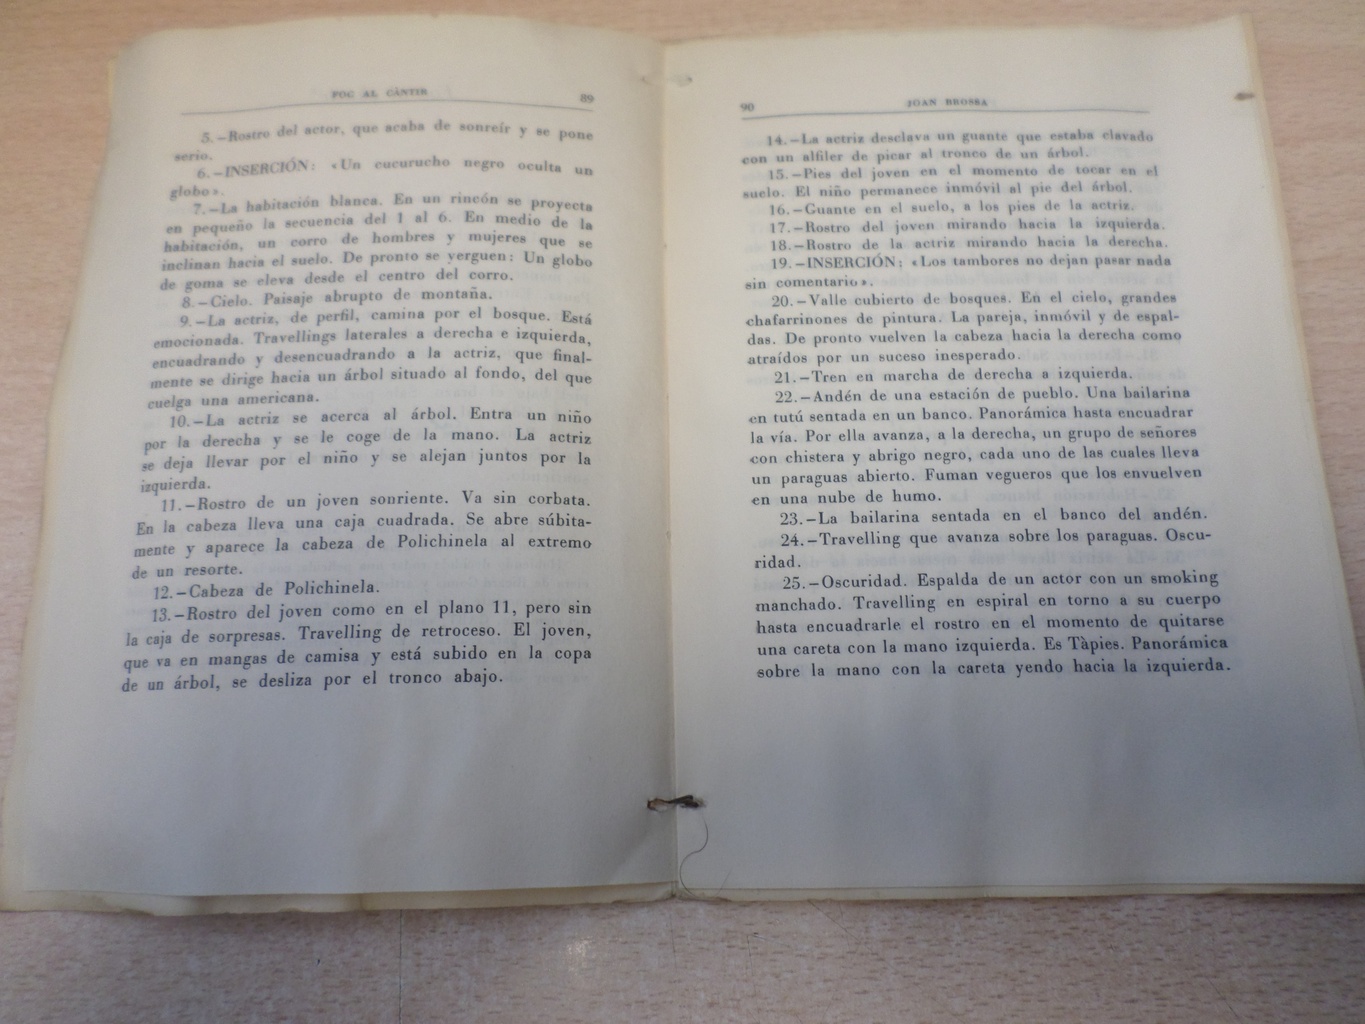 FOC AL CÀNTIR 89
5.—Rostro del actor, que acaba de sonreír y se pone
serio.
6.—INSERCIÓN: «Un cucurucho negro oculta un
globo».
7.—La habitación blanca. En un rincón se proyecta
en pequeño la secuencia del 1 al 6. En medio de la
habitación, un corro de hombres y mujeres que se
inclinan hacia el suelo. De pronto se yerguen: Un globo
de goma se eleva desde el centro del corro.
8.—Cielo. Paisaje abrupto de montaña.
9.—La actriz, de perfil, camina por el bosque. Está
emocionada. Travellings laterales a derecha e izquierda,
encuadrando y desencuadrando a la actriz, que final-
mente se dirige hacia un árbol situado al fondo, del que
cuelga una americana.
10.—La actriz se acerca al árbol. Entra un niño
por la derecha y se le coge de la mano. La actriz
se deja llevar por el niño y se alejan juntos por la
izquierda.
11.—Rostro de un joven sonriente. Va sin corbata.
En la cabeza lleva una caja cuadrada. Se abre súbita-
mente y aparece la cabeza de Polichinela al extremo
de un resorte.
12.—Cabeza de Polichinela.
13.—Rostro del joven como en el plano 11, pero sin
la caja de sorpresas. Travelling de retroceso. El joven,
que va en mangas de camisa y está subido en la copa
de un árbol, se desliza por el tronco abajo.
90 JOAN BROSSA
14.—La actriz desclava un guante que estaba clavado
con un alfiler de picar al tronco de un árbol.
15.—Pies del joven en el momento de tocar en el
suelo. El niño permanece inmóvil al pie del árbol.
16.—Guante en el suelo, a los pies de la actriz.
17.—Rostro del joven mirando hacia la izquierda.
18.—Rostro de la actriz mirando hacia la derecha.
19.—INSERCIÓN: «Los tambores no dejan pasar nada
sin comentario».
20.—Valle cubierto de bosques. En el cielo, grandes
chafarrinones de pintura. La pareja, inmóvil y de espal-
das. De pronto vuelven la cabeza hacia la derecha como
atraídos por un suceso inesperado.
21.—Tren en marcha de derecha a izquierda.
22.—Andén de una estación de pueblo. Una bailarina
en tutú sentada en un banco. Panorámica hasta encuadrar
la vía. Por ella avanza, a la derecha, un grupo de señores
con chistera y abrigo negro, cada uno de las cuales lleva
un paraguas abierto. Fuman vegueros que los envuelven
en una nube de humo.
23.—La bailarina sentada en el banco del andén.
24.—Travelling que avanza sobre los paraguas. Oscu-
ridad.
25.—Oscuridad. Espalda de un actor con un smoking
manchado. Travelling en espiral en torno a su cuerpo
hasta encuadrarle el rostro en el momento de quitarse
una careta con la mano izquierda. Es Tàpies. Panorámica
sobre la mano con la careta yendo hacia la izquierda.